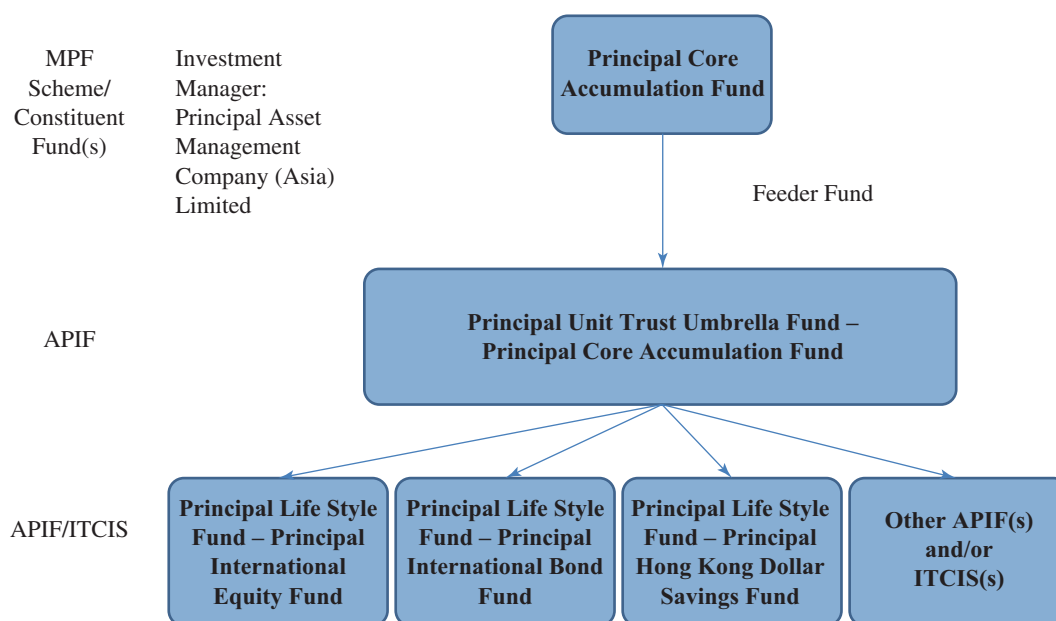 MPF
Scheme/
Constituent
Fund(s)
Investment
Manager:
Principal Asset
Management
Company (Asia)
Limited
Principal Core
Accumulation Fund
Feeder Fund
APIF
Principal Unit Trust Umbrella Fund –
Principal Core Accumulation Fund
APIF/ITCIS
Principal Life Style
Fund – Principal
International
Equity Fund
Principal Life Style
Fund – Principal
International Bond
Fund
Principal Life Style
Fund – Principal
Hong Kong Dollar
Savings Fund
Other APIF(s)
and/or
ITCIS(s)